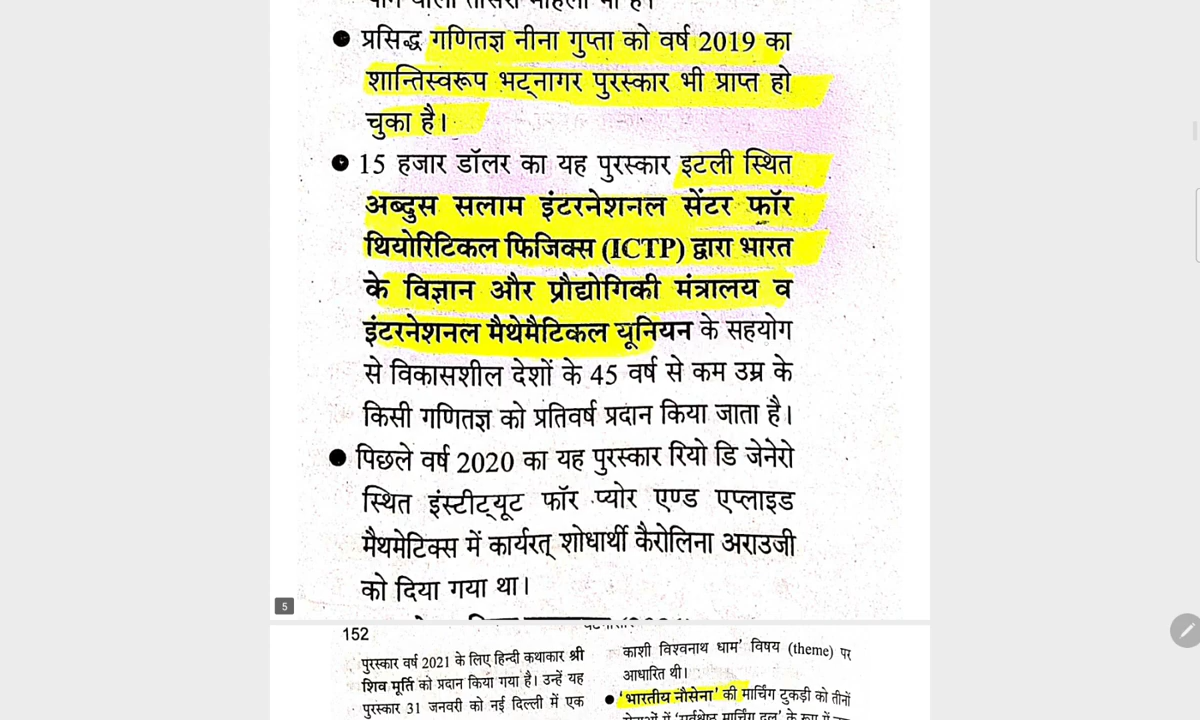 ● प्रसिद्ध गणितज्ञ नीना गुप्ता को वर्ष 2019 का
शान्तिस्वरूप भट्नागर पुरस्कार भी प्राप्त हो
चुका है।
● 15 हजार डॉलर का यह पुरस्कार इटली स्थित
अब्दुस सलाम इंटरनेशनल सेंटर फॉर
थियोरिटिकल फिजिक्स (ICTP) द्वारा भारत
के विज्ञान और प्रौद्योगिकी मंत्रालय व
इंटरनेशनल मैथेमैटिकल यूनियन के सहयोग
से विकासशील देशों के 45 वर्ष से कम उम्र के
किसी गणितज्ञ को प्रतिवर्ष प्रदान किया जाता है।
● पिछले वर्ष 2020 का यह पुरस्कार रियो डि जेनेरो
स्थित इंस्टीट्यूट फॉर प्योर एण्ड एप्लाइड
मैथमेटिक्स में कार्यरत् शोधार्थी कैरोलिना अराउजी
को दिया गया था।
5
152
पुरस्कार वर्ष 2021 के लिए हिन्दी कथाकार श्री
शिव मूर्ति को प्रदान किया गया है। उन्हें यह
पुरस्कार 31 जनवरी को नई दिल्ली में एक
काशी विश्वनाथ धाम' विषय (theme) पर
आधारित थी।
● 'भारतीय नौसेना' की मार्चिंग टुकड़ी को तीनों